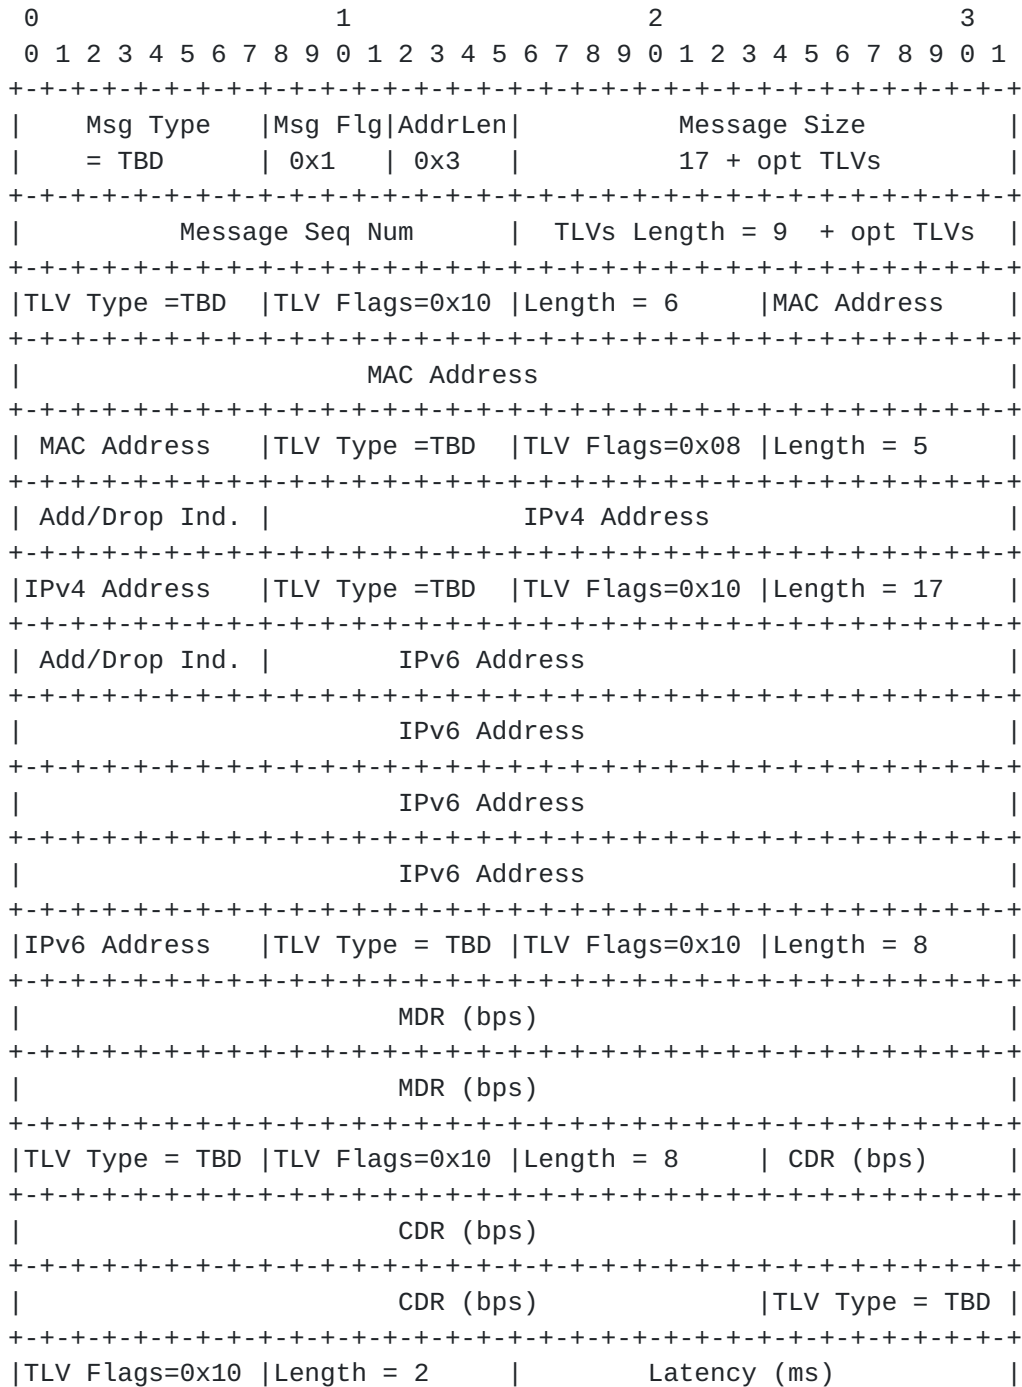 0                   1                   2                   3
 0 1 2 3 4 5 6 7 8 9 0 1 2 3 4 5 6 7 8 9 0 1 2 3 4 5 6 7 8 9 0 1
+-+-+-+-+-+-+-+-+-+-+-+-+-+-+-+-+-+-+-+-+-+-+-+-+-+-+-+-+-+-+-+-+
|    Msg Type   |Msg Flg|AddrLen|          Message Size         |
|    = TBD      | 0x1   | 0x3   |          17 + opt TLVs        |
+-+-+-+-+-+-+-+-+-+-+-+-+-+-+-+-+-+-+-+-+-+-+-+-+-+-+-+-+-+-+-+-+
|          Message Seq Num      |  TLVs Length = 9  + opt TLVs  |
+-+-+-+-+-+-+-+-+-+-+-+-+-+-+-+-+-+-+-+-+-+-+-+-+-+-+-+-+-+-+-+-+
|TLV Type =TBD  |TLV Flags=0x10 |Length = 6     |MAC Address    |
+-+-+-+-+-+-+-+-+-+-+-+-+-+-+-+-+-+-+-+-+-+-+-+-+-+-+-+-+-+-+-+-+
|                      MAC Address                              |
+-+-+-+-+-+-+-+-+-+-+-+-+-+-+-+-+-+-+-+-+-+-+-+-+-+-+-+-+-+-+-+-+
| MAC Address   |TLV Type =TBD  |TLV Flags=0x08 |Length = 5     |
+-+-+-+-+-+-+-+-+-+-+-+-+-+-+-+-+-+-+-+-+-+-+-+-+-+-+-+-+-+-+-+-+
| Add/Drop Ind. |                IPv4 Address                   |
+-+-+-+-+-+-+-+-+-+-+-+-+-+-+-+-+-+-+-+-+-+-+-+-+-+-+-+-+-+-+-+-+
|IPv4 Address   |TLV Type =TBD  |TLV Flags=0x10 |Length = 17    |
+-+-+-+-+-+-+-+-+-+-+-+-+-+-+-+-+-+-+-+-+-+-+-+-+-+-+-+-+-+-+-+-+
| Add/Drop Ind. |        IPv6 Address                           |
+-+-+-+-+-+-+-+-+-+-+-+-+-+-+-+-+-+-+-+-+-+-+-+-+-+-+-+-+-+-+-+-+
|                        IPv6 Address                           |
+-+-+-+-+-+-+-+-+-+-+-+-+-+-+-+-+-+-+-+-+-+-+-+-+-+-+-+-+-+-+-+-+
|                        IPv6 Address                           |
+-+-+-+-+-+-+-+-+-+-+-+-+-+-+-+-+-+-+-+-+-+-+-+-+-+-+-+-+-+-+-+-+
|                        IPv6 Address                           |
+-+-+-+-+-+-+-+-+-+-+-+-+-+-+-+-+-+-+-+-+-+-+-+-+-+-+-+-+-+-+-+-+
|IPv6 Address   |TLV Type = TBD |TLV Flags=0x10 |Length = 8     |
+-+-+-+-+-+-+-+-+-+-+-+-+-+-+-+-+-+-+-+-+-+-+-+-+-+-+-+-+-+-+-+-+
|                        MDR (bps)                              |
+-+-+-+-+-+-+-+-+-+-+-+-+-+-+-+-+-+-+-+-+-+-+-+-+-+-+-+-+-+-+-+-+
|                        MDR (bps)                              |
+-+-+-+-+-+-+-+-+-+-+-+-+-+-+-+-+-+-+-+-+-+-+-+-+-+-+-+-+-+-+-+-+
|TLV Type = TBD |TLV Flags=0x10 |Length = 8     | CDR (bps)     |
+-+-+-+-+-+-+-+-+-+-+-+-+-+-+-+-+-+-+-+-+-+-+-+-+-+-+-+-+-+-+-+-+
|                        CDR (bps)                              |
+-+-+-+-+-+-+-+-+-+-+-+-+-+-+-+-+-+-+-+-+-+-+-+-+-+-+-+-+-+-+-+-+
|                        CDR (bps)              |TLV Type = TBD |
+-+-+-+-+-+-+-+-+-+-+-+-+-+-+-+-+-+-+-+-+-+-+-+-+-+-+-+-+-+-+-+-+
|TLV Flags=0x10 |Length = 2     |        Latency (ms)           |